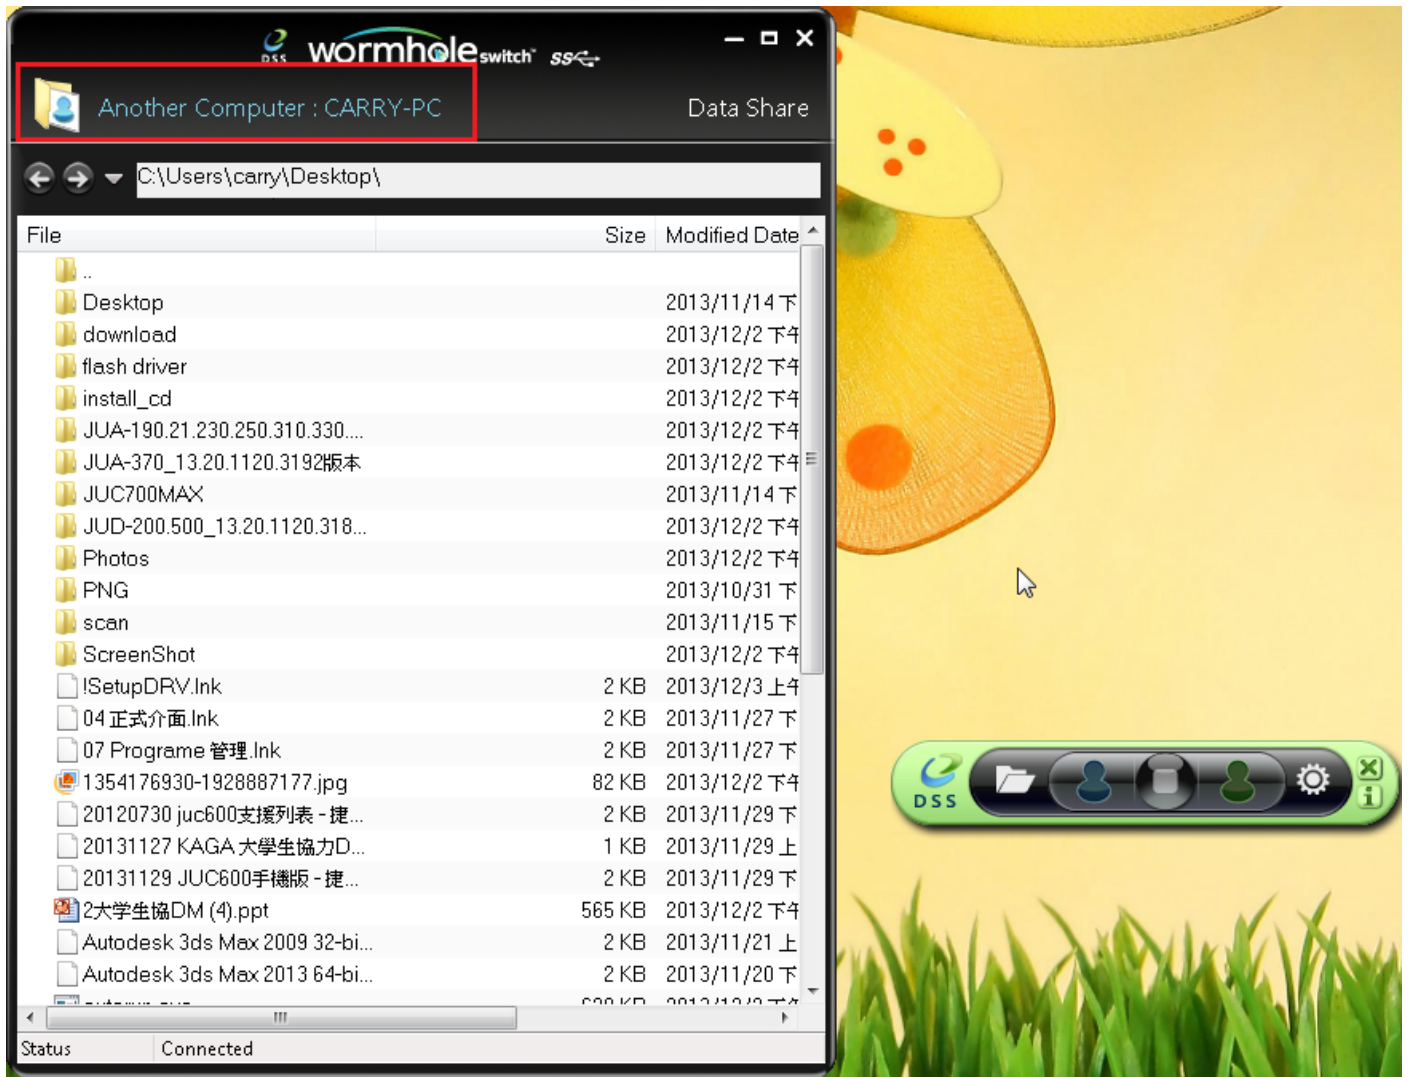 DSS wormhole switch™ SS
Another Computer : CARRY-PC
Data Share
C:\Users\carry\Desktop\
File Size Modified Date
..
Desktop 2013/11/14 下
download 2013/12/2 下午
flash driver 2013/12/2 下午
install_cd 2013/12/2 下午
JUA-190.21.230.250.310.330.... 2013/12/2 下午
JUA-370_13.20.1120.3192版本 2013/12/2 下午
JUC700MAX 2013/11/14 下
JUD-200.500_13.20.1120.318... 2013/12/2 下午
Photos 2013/12/2 下午
PNG 2013/10/31 下
scan 2013/11/15 下
ScreenShot 2013/12/2 下午
!SetupDRV.lnk 2 KB 2013/12/3 上午
04 正式介面.lnk 2 KB 2013/11/27 下
07 Programe 管理.lnk 2 KB 2013/11/27 下
1354176930-1928887177.jpg 82 KB 2013/12/2 下午
20120730 juc600支援列表 - 捷... 2 KB 2013/11/29 下
20131127 KAGA 大學生協力D... 1 KB 2013/11/29 上
20131129 JUC600手機版 - 捷... 2 KB 2013/11/29 下
2大学生協DM (4).ppt 565 KB 2013/12/2 下午
Autodesk 3ds Max 2009 32-bi... 2 KB 2013/11/21 上
Autodesk 3ds Max 2013 64-bi... 2 KB 2013/11/20 下
Status Connected
DSS
i